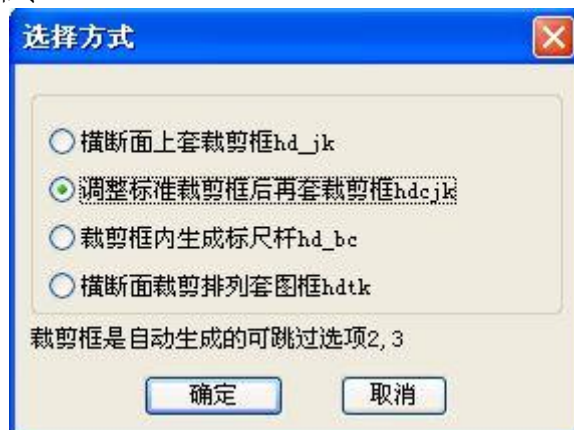 选择方式
横断面上套裁剪框hd_jk
调整标准裁剪框后再套裁剪框hdcjk
裁剪框内生成标尺杆hd_bc
横断面裁剪排列套图框hdtk
裁剪框是自动生成的可跳过选项2,3
确定
取消